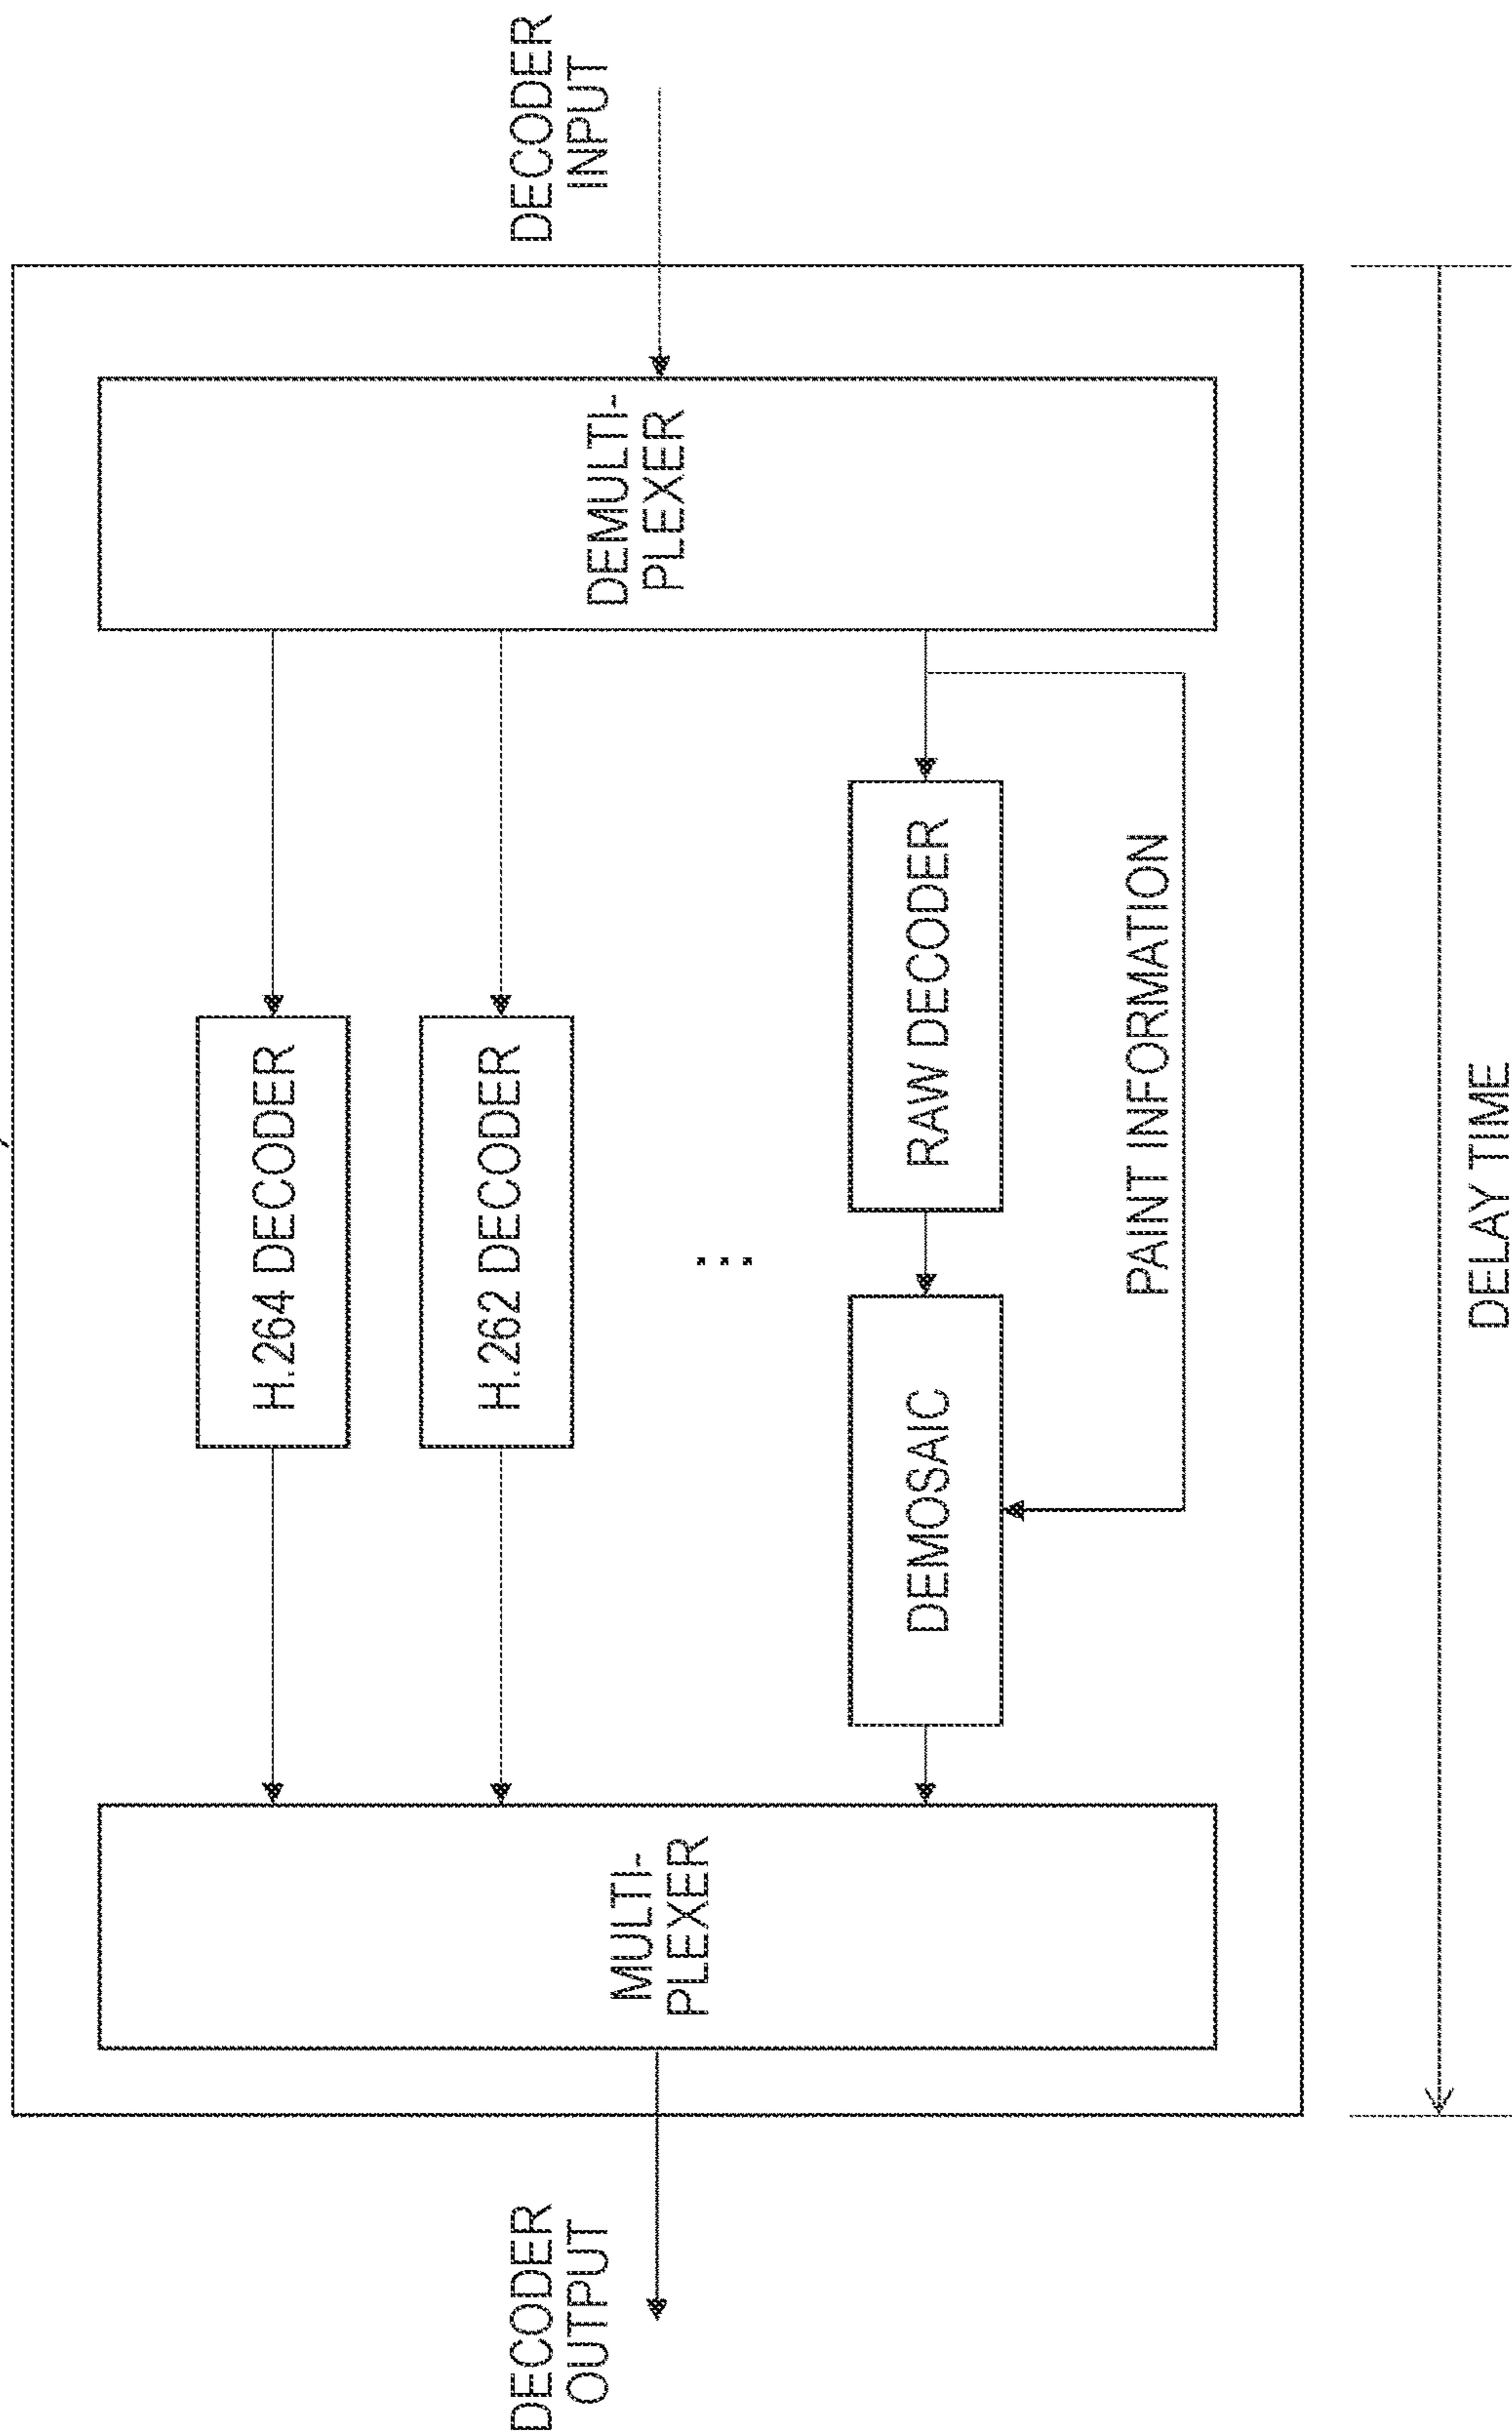 DECODER
INPUT
DEMULTI-
PLEXER
H.264 DECODER
H.262 DECODER
...
RAW DECODER
PAINT INFORMATION
DEMOSAIC
MULTI-
PLEXER
DECODER
OUTPUT
DELAY TIME